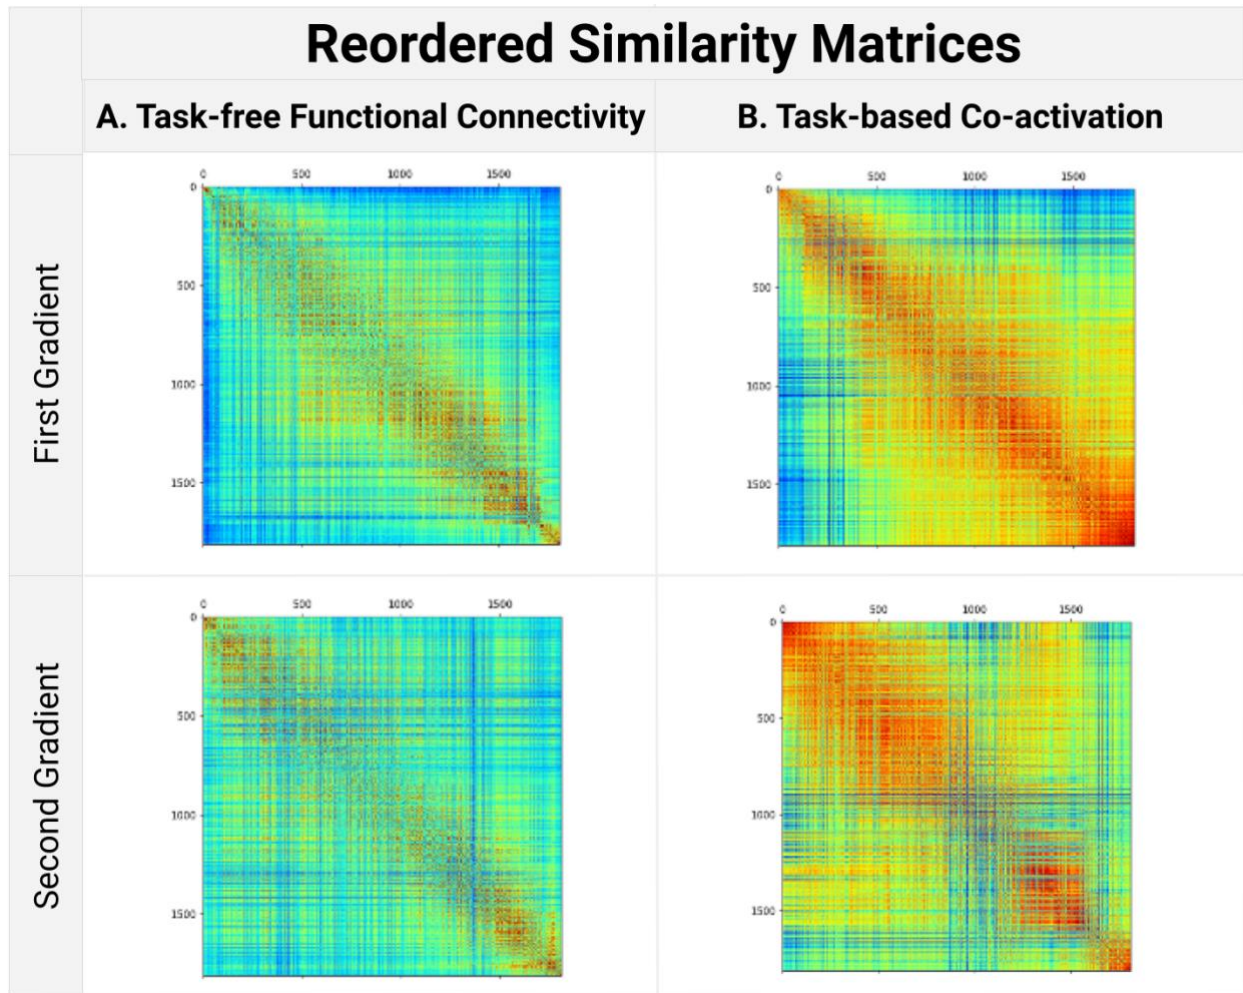 Reordered Similarity Matrices
A. Task-free Functional Connectivity
B. Task-based Co-activation
First Gradient
0 500 1000 1500
0
500
1000
1500
0 500 1000 1500
0
500
1000
1500
Second Gradient
0 500 1000 1500
0
500
1000
1500
0 500 1000 1500
0
500
1000
1500